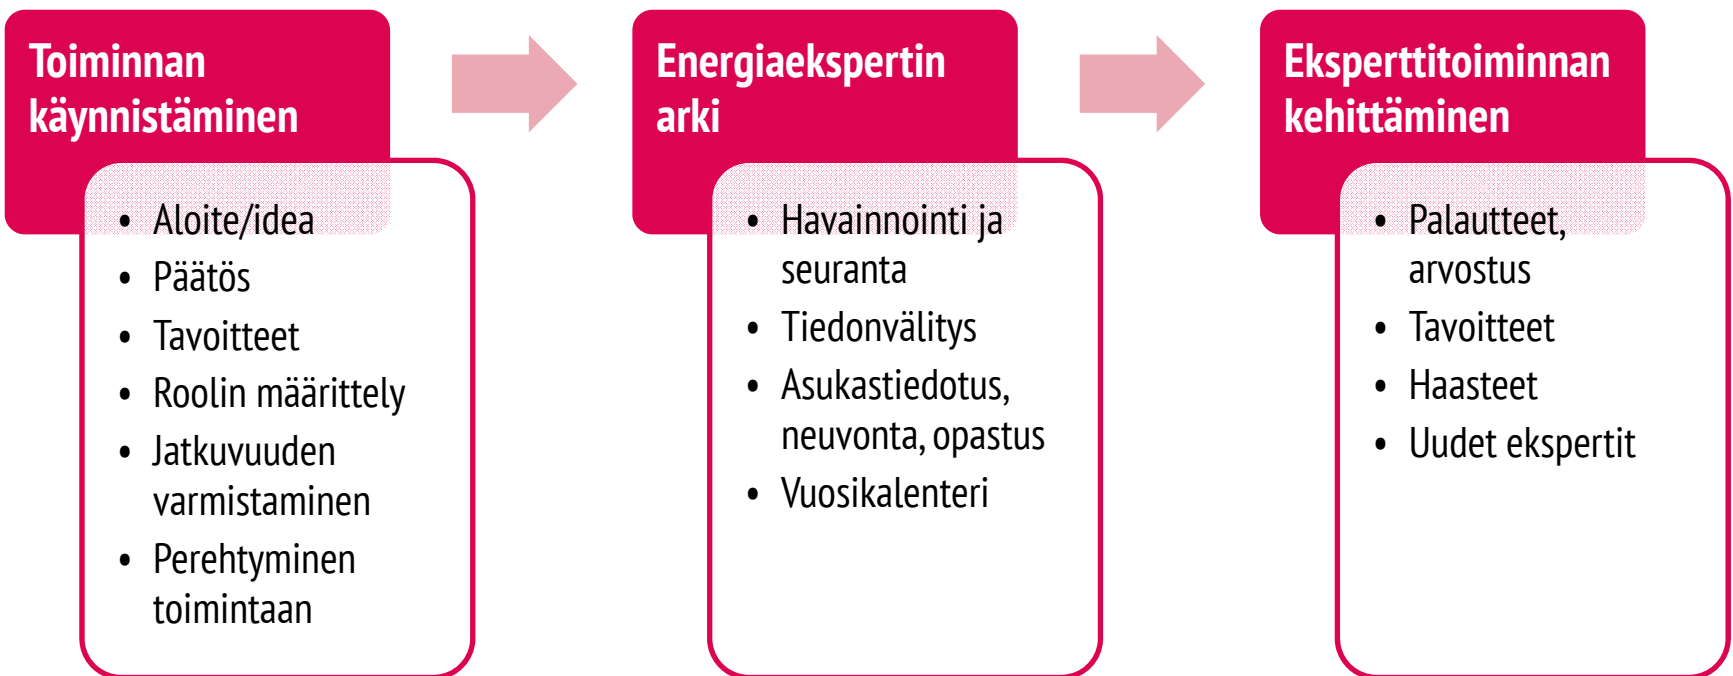 Toiminnan
käynnistäminen
• Aloite/idea
• Päätös
• Tavoitteet
• Roolin määrittely
• Jatkuvuuden
varmistaminen
• Perehtyminen
toimintaan
Energiaekspertin
arki
• Havainnointi ja
seuranta
• Tiedonvälitys
• Asukastiedotus,
neuvonta, opastus
• Vuosikalenteri
Eksperttitoiminnan
kehittäminen
• Palautteet,
arvostus
• Tavoitteet
• Haasteet
• Uudet ekspertit